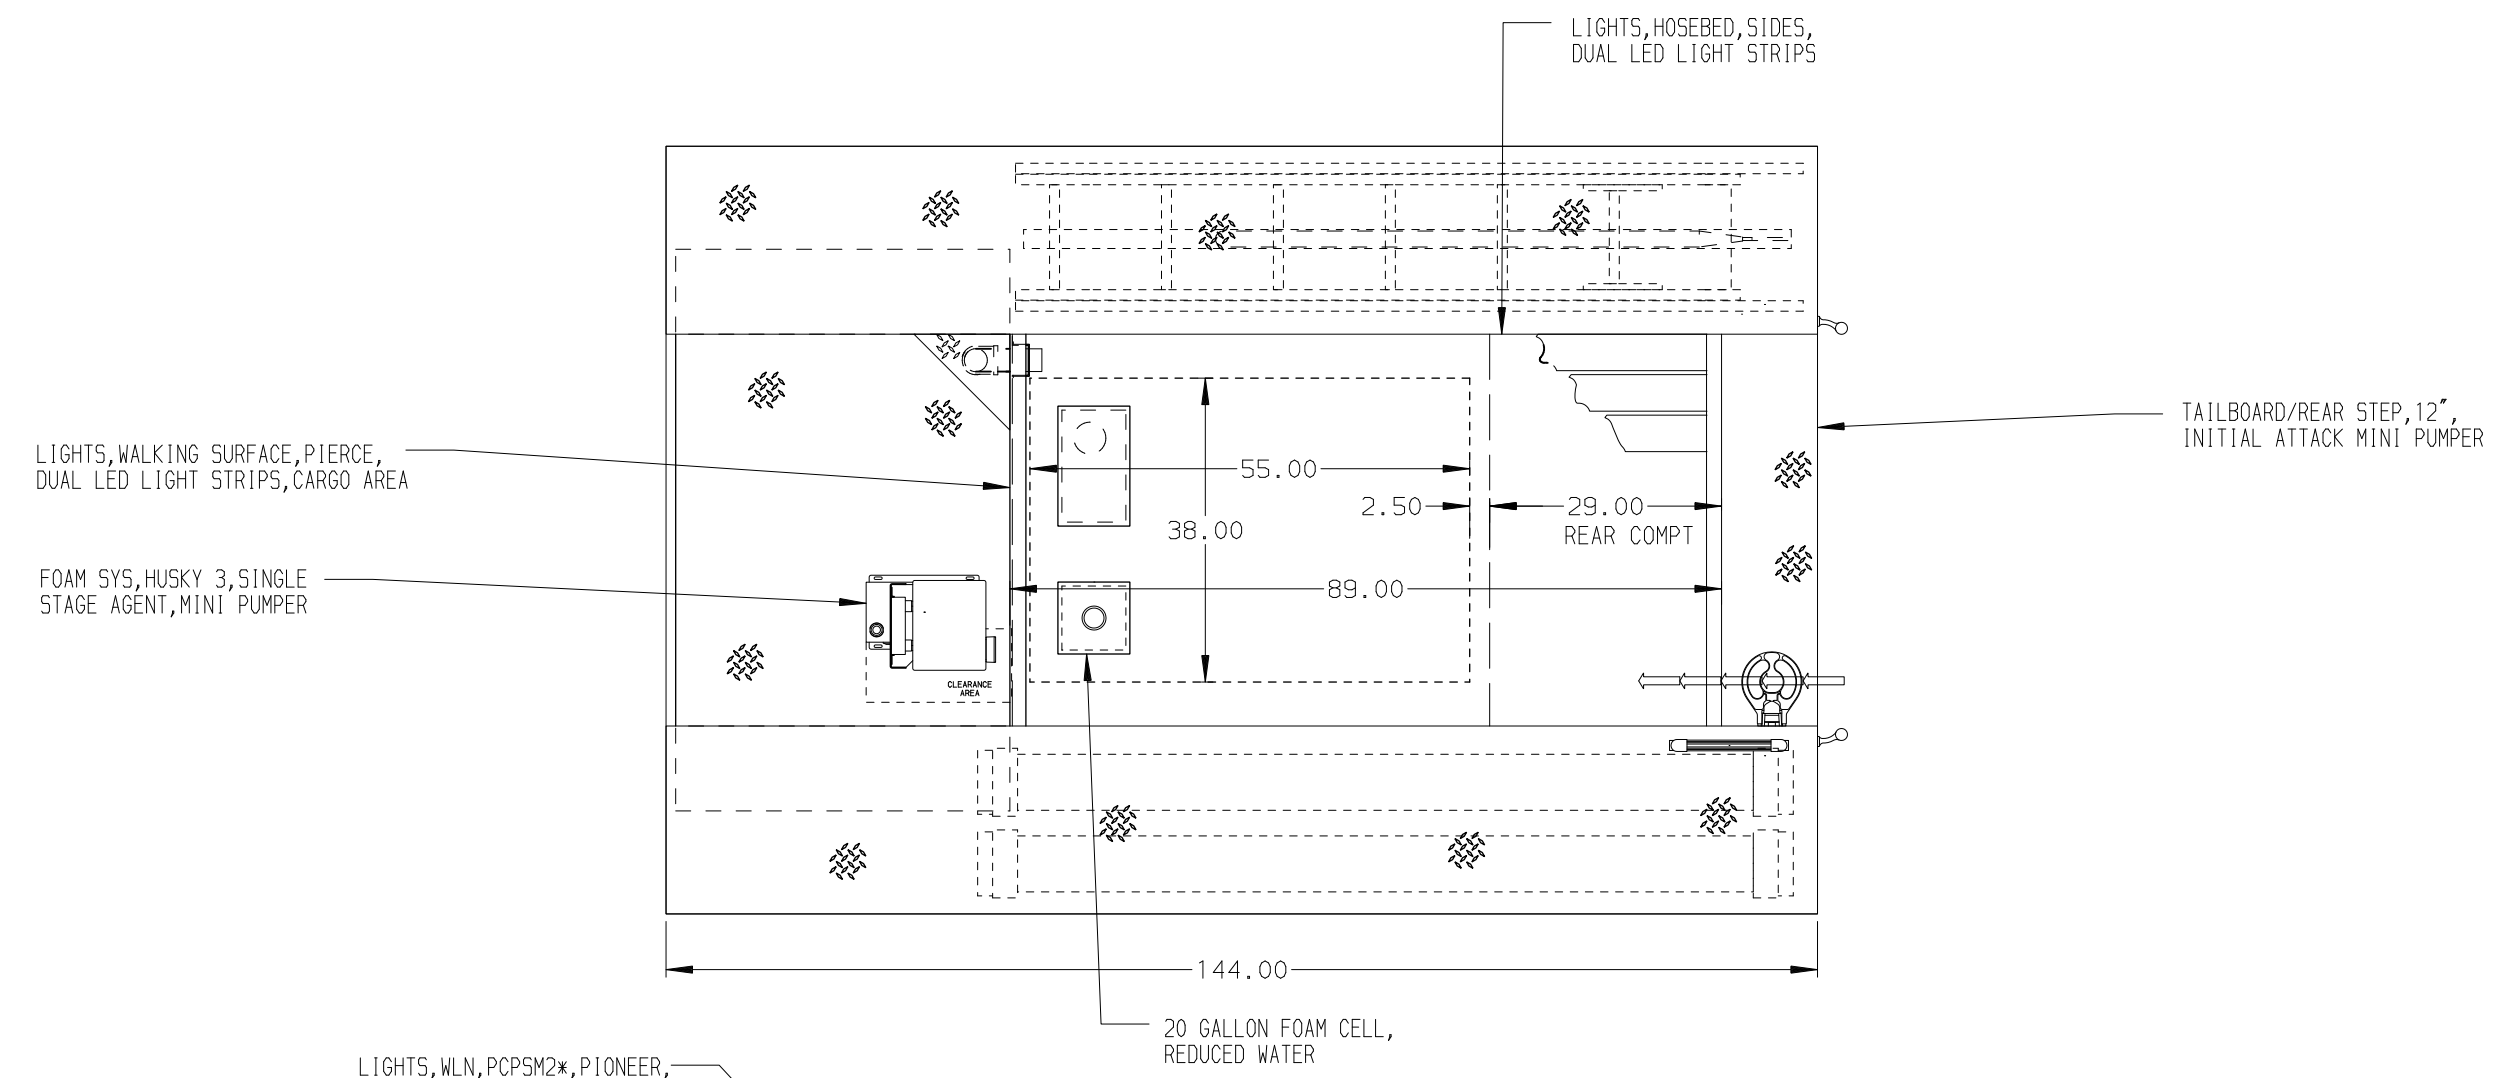 LIGHTS,HOSEBED,SIDES,
DUAL LED LIGHT STRIPS
TAILBOARD/REAR STEP,12″,
INITIAL ATTACK MINI PUMPER
LIGHTS,WALKING SURFACE,PIERCE,
DUAL LED LIGHT STRIPS,CARGO AREA
55.00
2.50
29.00
REAR COMPT
38.00
FOAM SYS,HUSKY 3,SINGLE
STAGE AGENT,MINI PUMPER
89.00
CLEARANCE
AREA
144.00
20 GALLON FOAM CELL,
REDUCED WATER
LIGHTS,WLN,PCPSM2*,PIONEER,